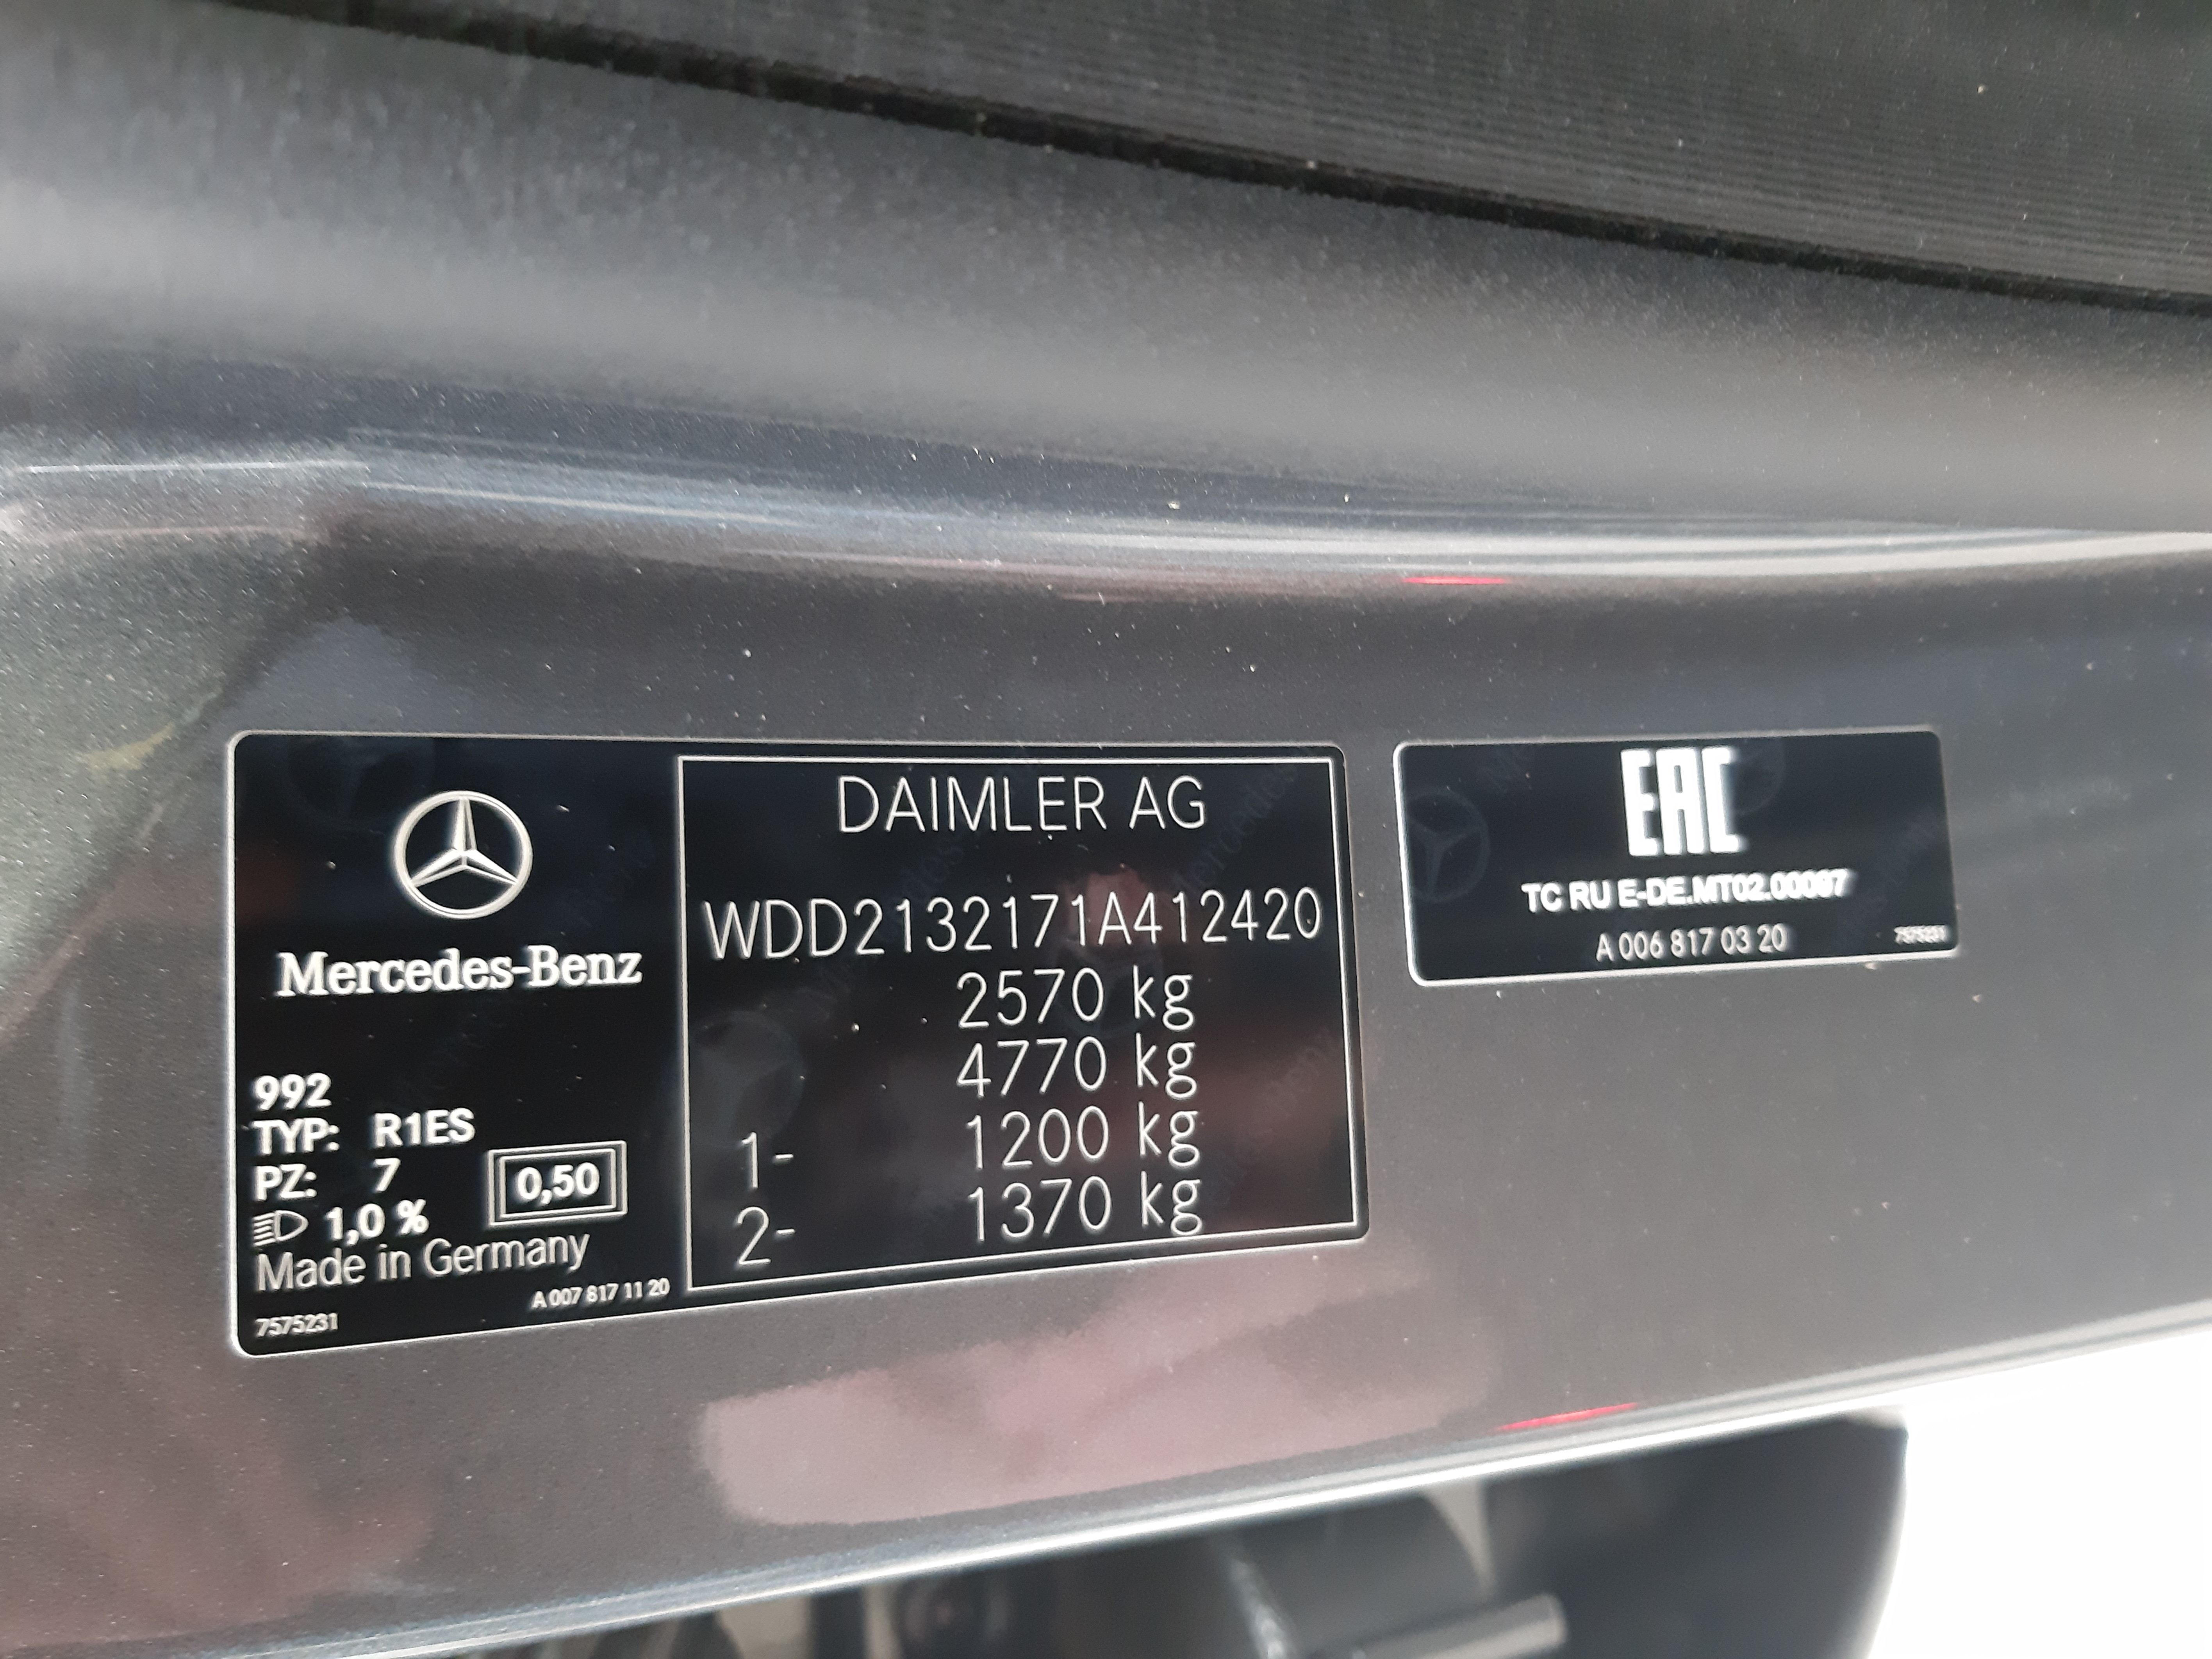 Mercedes-Benz
992
TYP: R1ES
PZ: 7
0,50
1,0 %
Made in Germany
A 007 817 11 20
7575231
DAIMLER AG
WDD2132171A412420
2570 kg
4770 kg
1- 1200 kg
2- 1370 kg
EAC
TC RU E-DE.MT02.00087
A 006 817 03 20
7575231